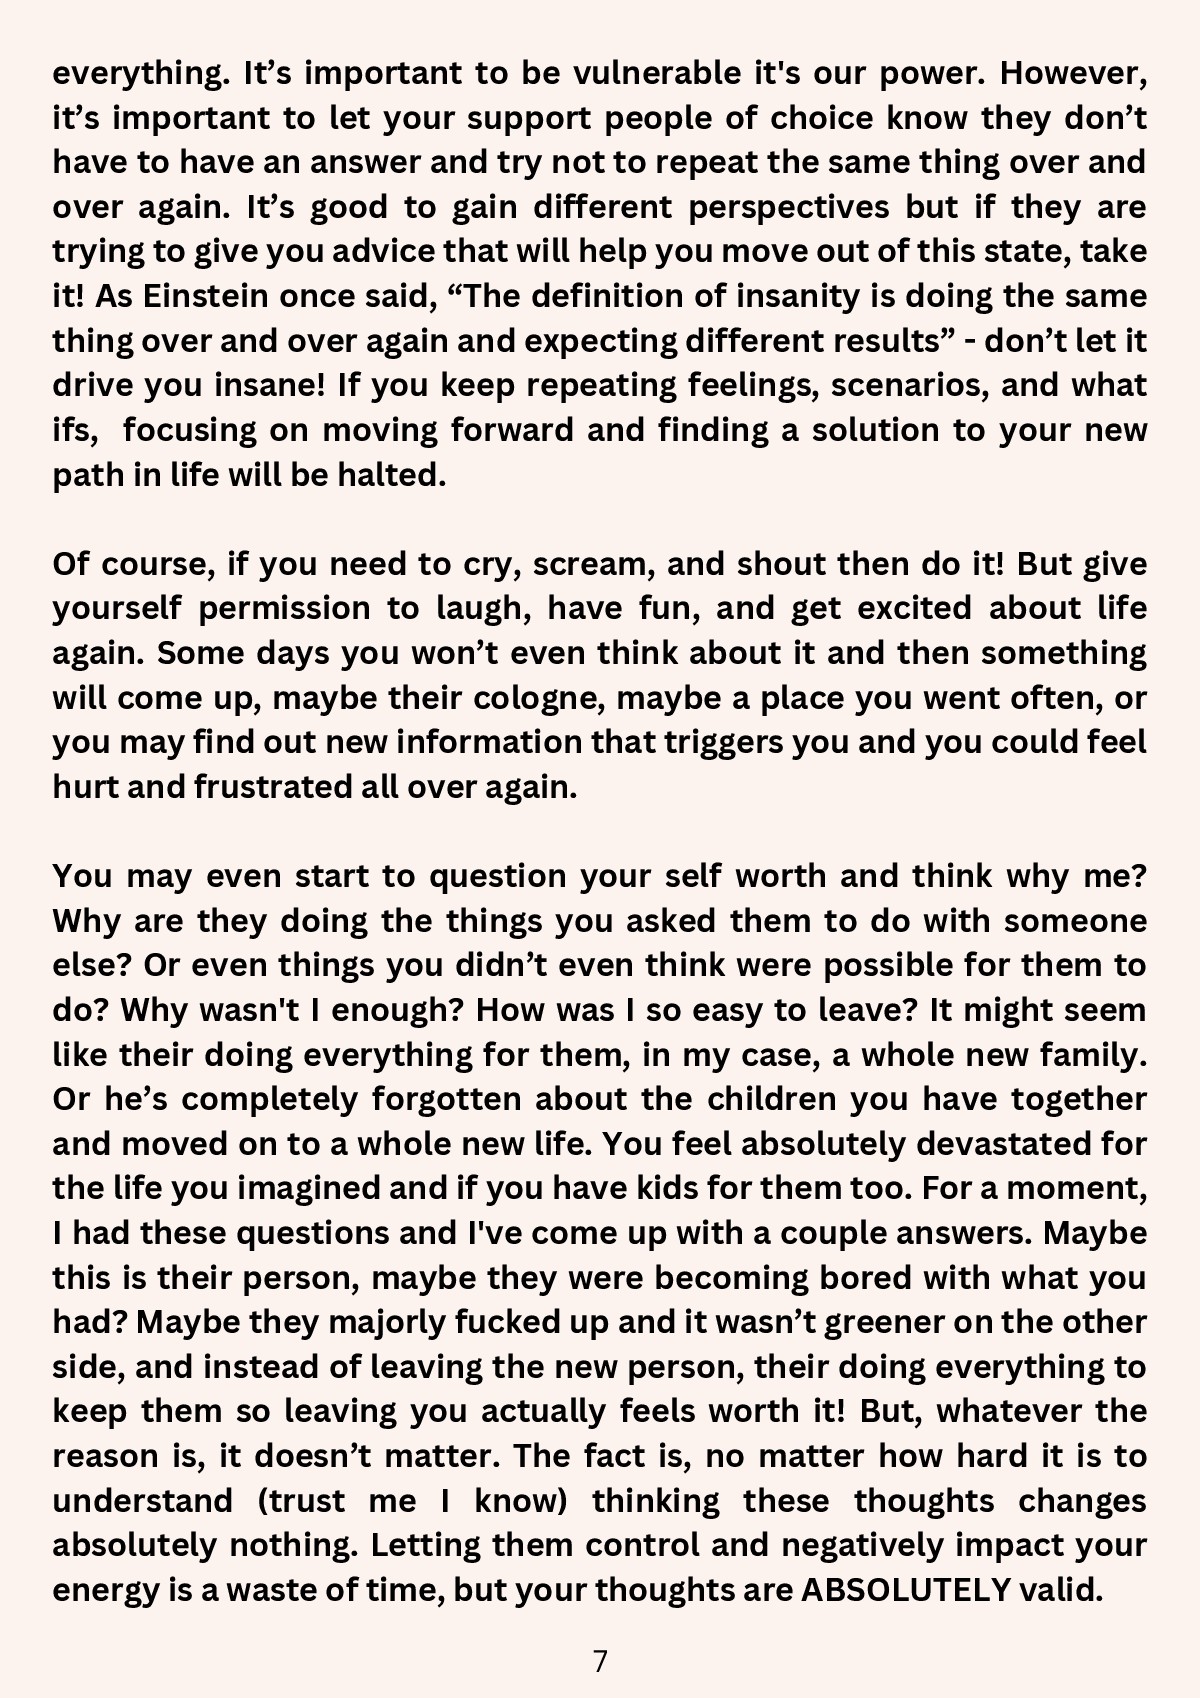 everything. It’s important to be vulnerable it's our power. However,
it’s important to let your support people of choice know they don’t
have to have an answer and try not to repeat the same thing over and
over again. It’s good to gain different perspectives but if they are
trying to give you advice that will help you move out of this state, take
it! As Einstein once said, “The definition of insanity is doing the same
thing over and over again and expecting different results” - don’t let it
drive you insane! If you keep repeating feelings, scenarios, and what
ifs,  focusing on moving forward and finding a solution to your new
path in life will be halted.
Of course, if you need to cry, scream, and shout then do it! But give
yourself permission to laugh, have fun, and get excited about life
again. Some days you won’t even think about it and then something
will come up, maybe their cologne, maybe a place you went often, or
you may find out new information that triggers you and you could feel
hurt and frustrated all over again.
You may even start to question your self worth and think why me?
Why are they doing the things you asked them to do with someone
else? Or even things you didn’t even think were possible for them to
do? Why wasn't I enough? How was I so easy to leave? It might seem
like their doing everything for them, in my case, a whole new family.
Or he’s completely forgotten about the children you have together
and moved on to a whole new life. You feel absolutely devastated for
the life you imagined and if you have kids for them too. For a moment,
I had these questions and I've come up with a couple answers. Maybe
this is their person, maybe they were becoming bored with what you
had? Maybe they majorly fucked up and it wasn’t greener on the other
side, and instead of leaving the new person, their doing everything to
keep them so leaving you actually feels worth it! But, whatever the
reason is, it doesn’t matter. The fact is, no matter how hard it is to
understand (trust me I know) thinking these thoughts changes
absolutely nothing. Letting them control and negatively impact your
energy is a waste of time, but your thoughts are ABSOLUTELY valid.
7